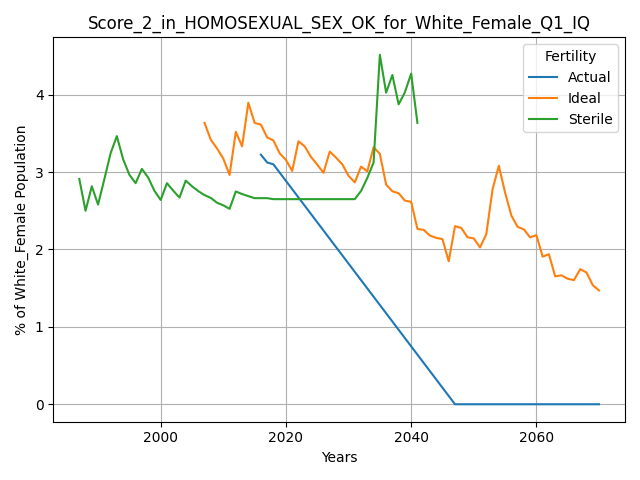 Score_2_in_HOMOSEXUAL_SEX_OK_for_White_Female_Q1_IQ
Fertility
Actual
Ideal
Sterile
% of White_Female Population
4
3
2
1
0
2000 2020 2040 2060
Years